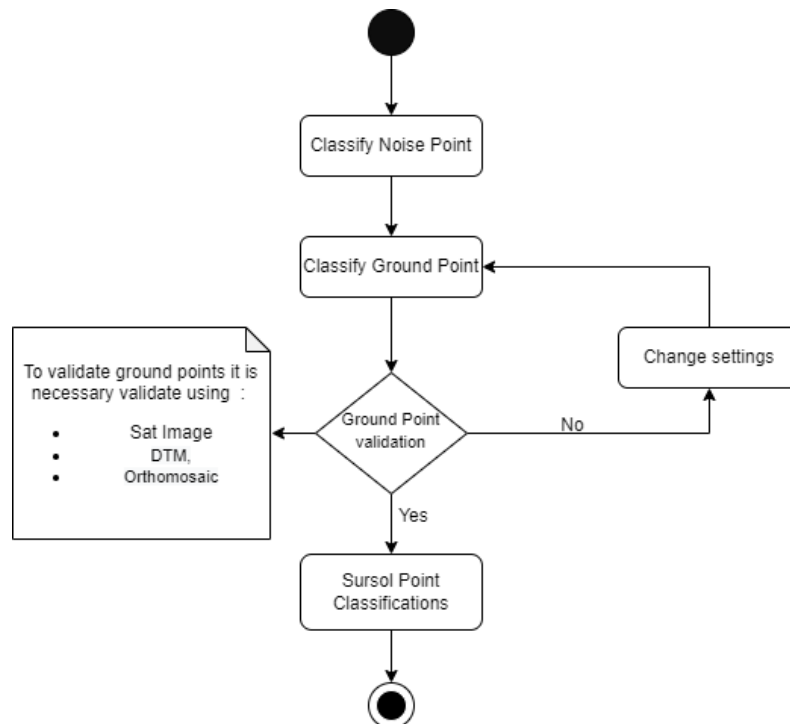 Classify Noise Point
Classify Ground Point
Change settings
To validate ground points it is
necessary validate using :
• Sat Image
• DTM,
• Orthomosaic
Ground Point
validation
No
Yes
Sursol Point
Classifications